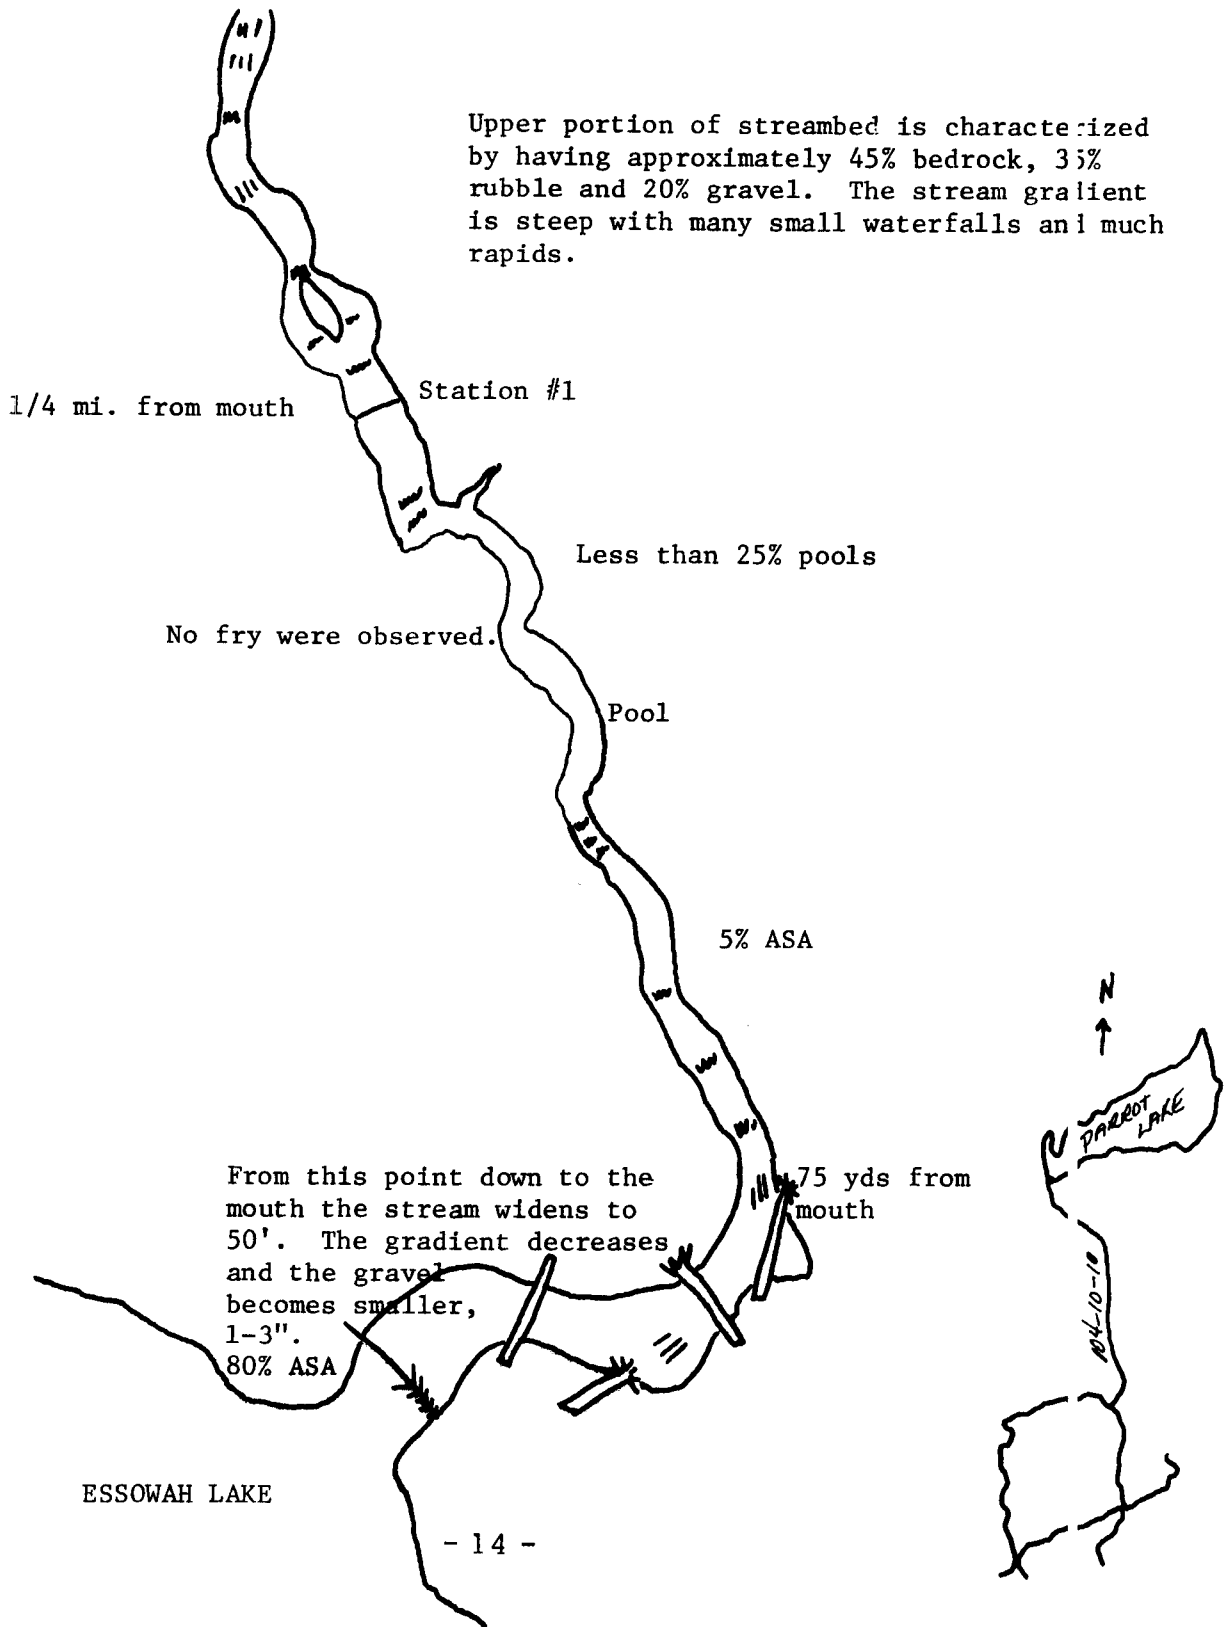 Upper portion of streambed is characterized
by having approximately 45% bedrock, 35%
rubble and 20% gravel. The stream gradient
is steep with many small waterfalls and much
rapids.
1/4 mi. from mouth
Station #1
Less than 25% pools
No fry were observed.
Pool
5% ASA
N
PARROT
LAKE
104-10-10
75 yds from
mouth
From this point down to the
mouth the stream widens to
50'. The gradient decreases
and the gravel
becomes smaller,
1-3".
80% ASA
ESSOWAH LAKE
- 14 -